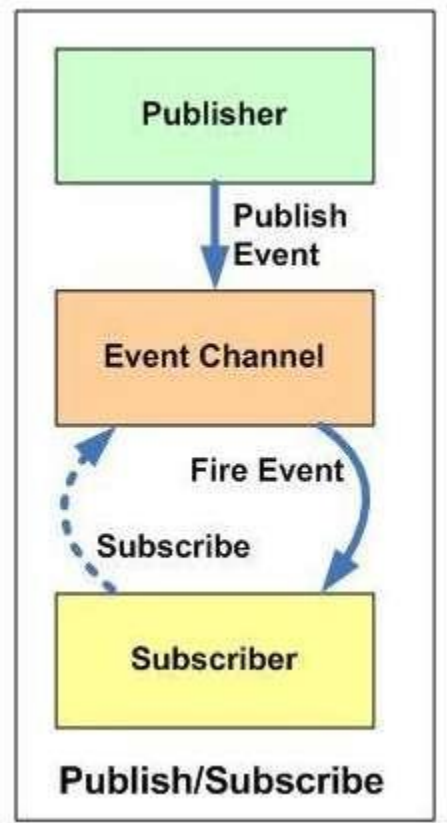 Publisher
Publish
Event
Event Channel
Fire Event
Subscribe
Subscriber
Publish/Subscribe